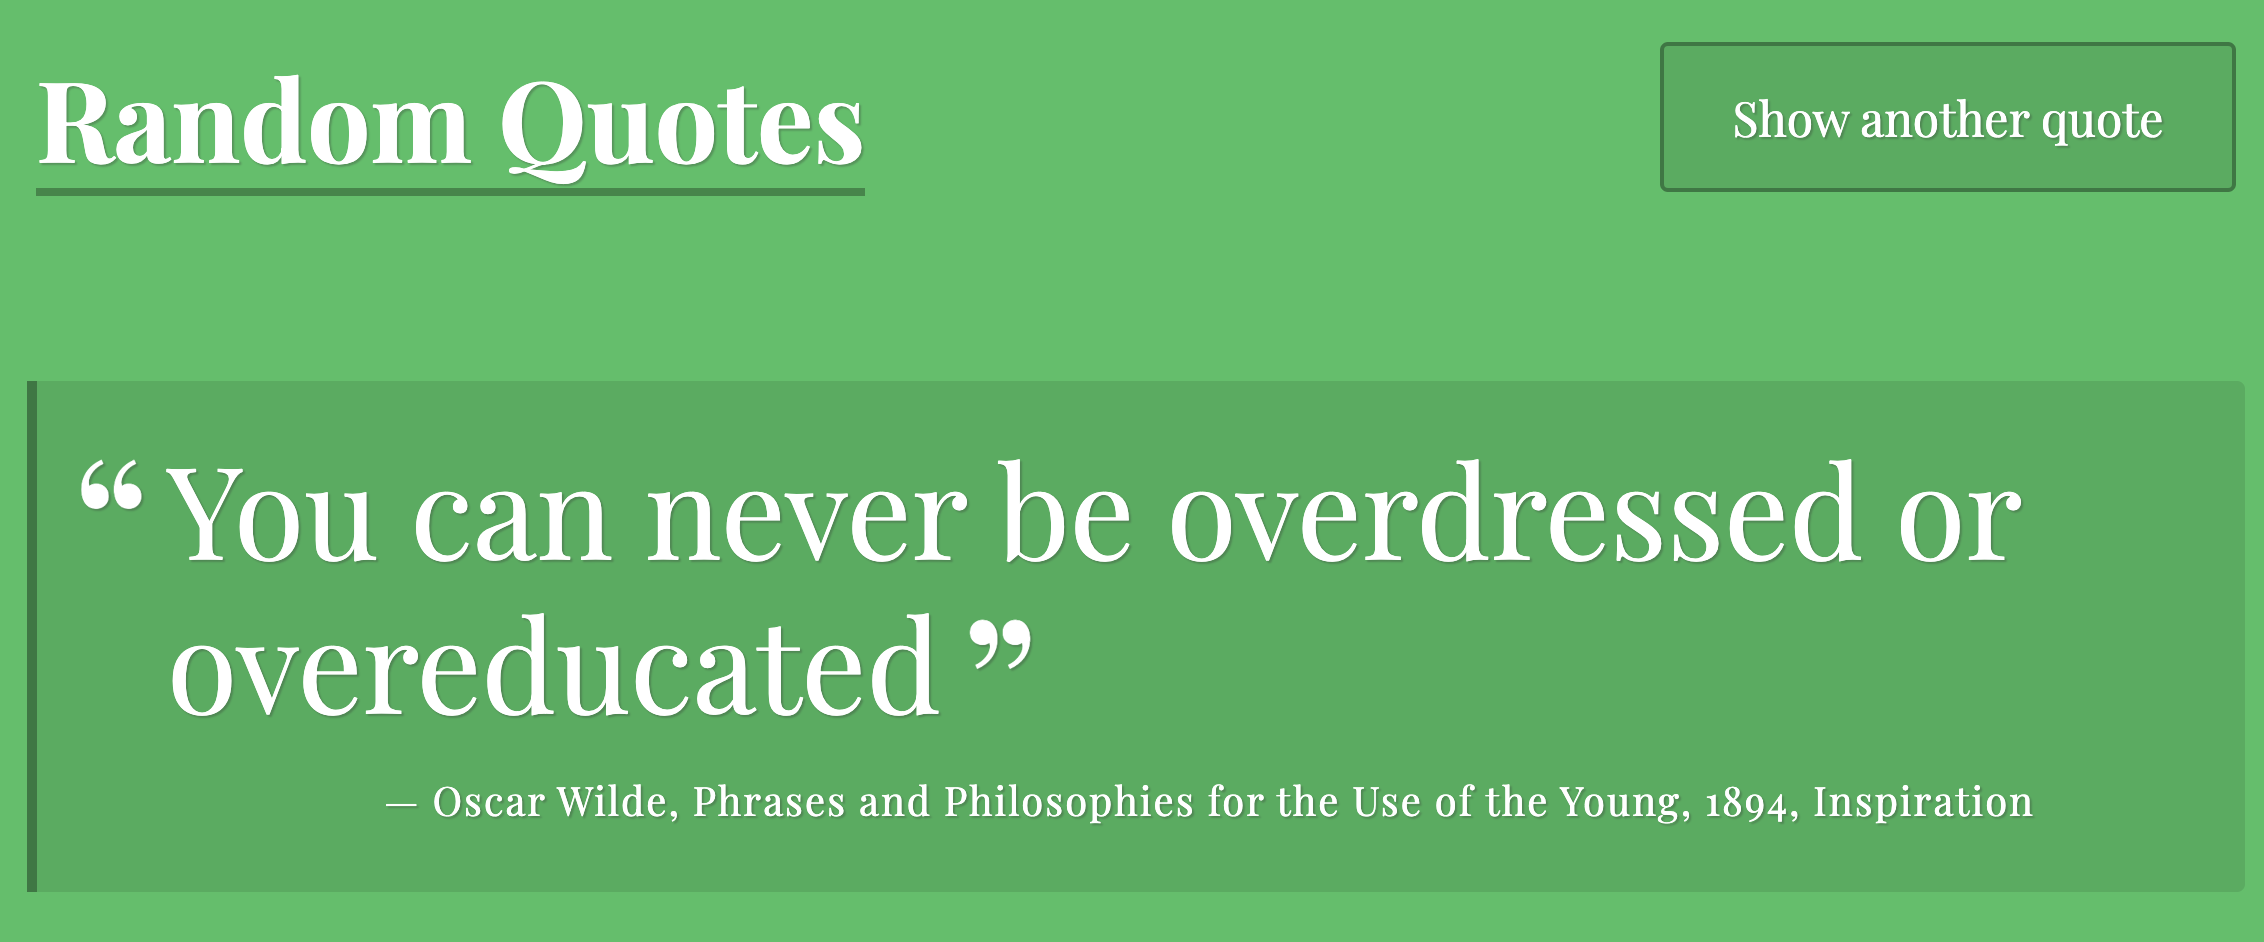 Random Quotes
Show another quote
“ You can never be overdressed or
overeducated ”
— Oscar Wilde, Phrases and Philosophies for the Use of the Young, 1894, Inspiration